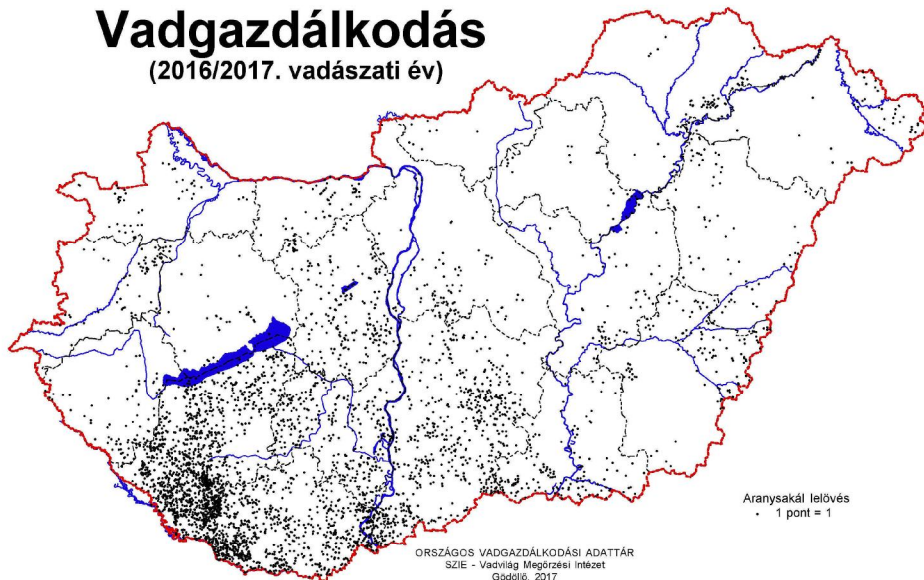 Vadgazdálkodás
(2016/2017. vadászati év)
Aranysakál lelövés
1 pont = 1
ORSZÁGOS VADGAZDÁLKODÁSI ADATTÁR
SZIE - Vadvilág Megőrzési Intézet
Gödöllő, 2017